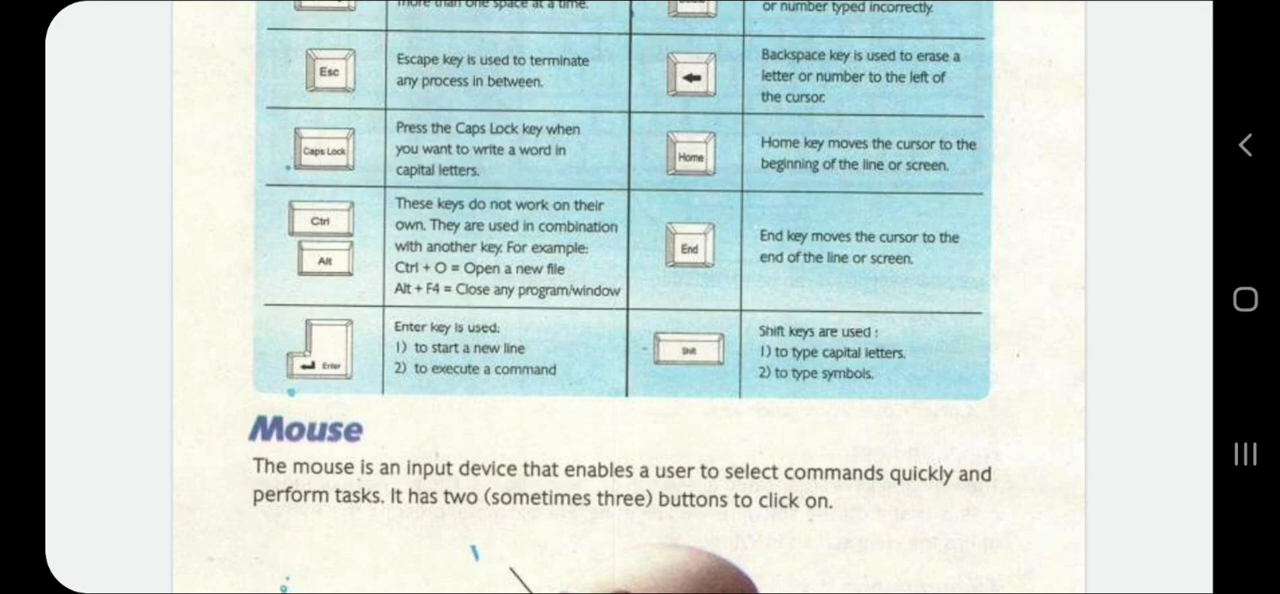 more than one space at a time.
or number typed incorrectly.
Esc
Escape key is used to terminate
any process in between.
Backspace key is used to erase a
letter or number to the left of
the cursor.
Caps Lock
Press the Caps Lock key when
you want to write a word in
capital letters.
Home
Home key moves the cursor to the
beginning of the line or screen.
Ctrl
Alt
These keys do not work on their
own. They are used in combination
with another key. For example:
Ctrl + O = Open a new file
Alt + F4 = Close any program/window
End
End key moves the cursor to the
end of the line or screen.
Enter
Enter key is used:
1) to start a new line
2) to execute a command
Shift
Shift keys are used :
1) to type capital letters.
2) to type symbols.
Mouse
The mouse is an input device that enables a user to select commands quickly and
perform tasks. It has two (sometimes three) buttons to click on.